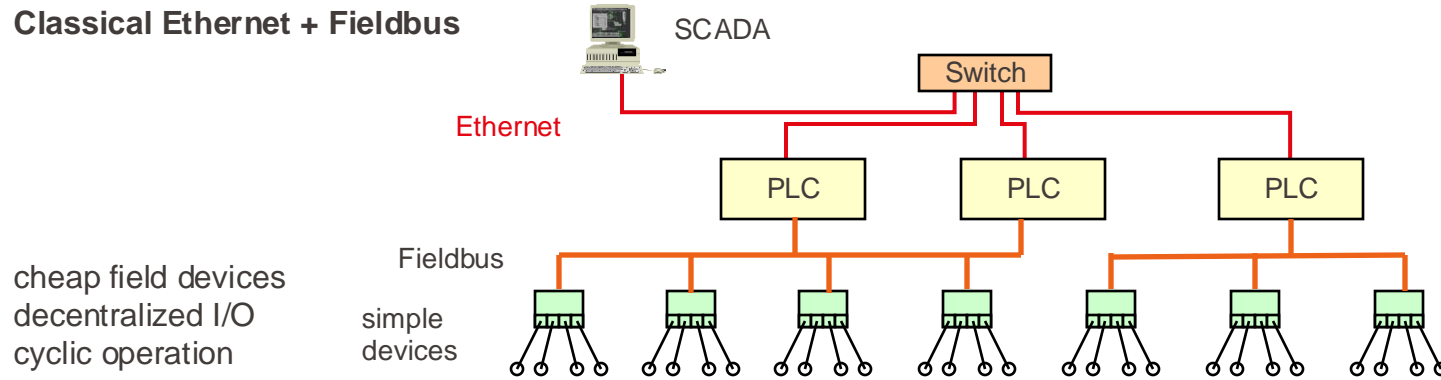 Classical Ethernet + Fieldbus
SCADA
Switch
Ethernet
PLC
PLC
PLC
Fieldbus
cheap field devices
decentralized I/O
cyclic operation
simple
devices